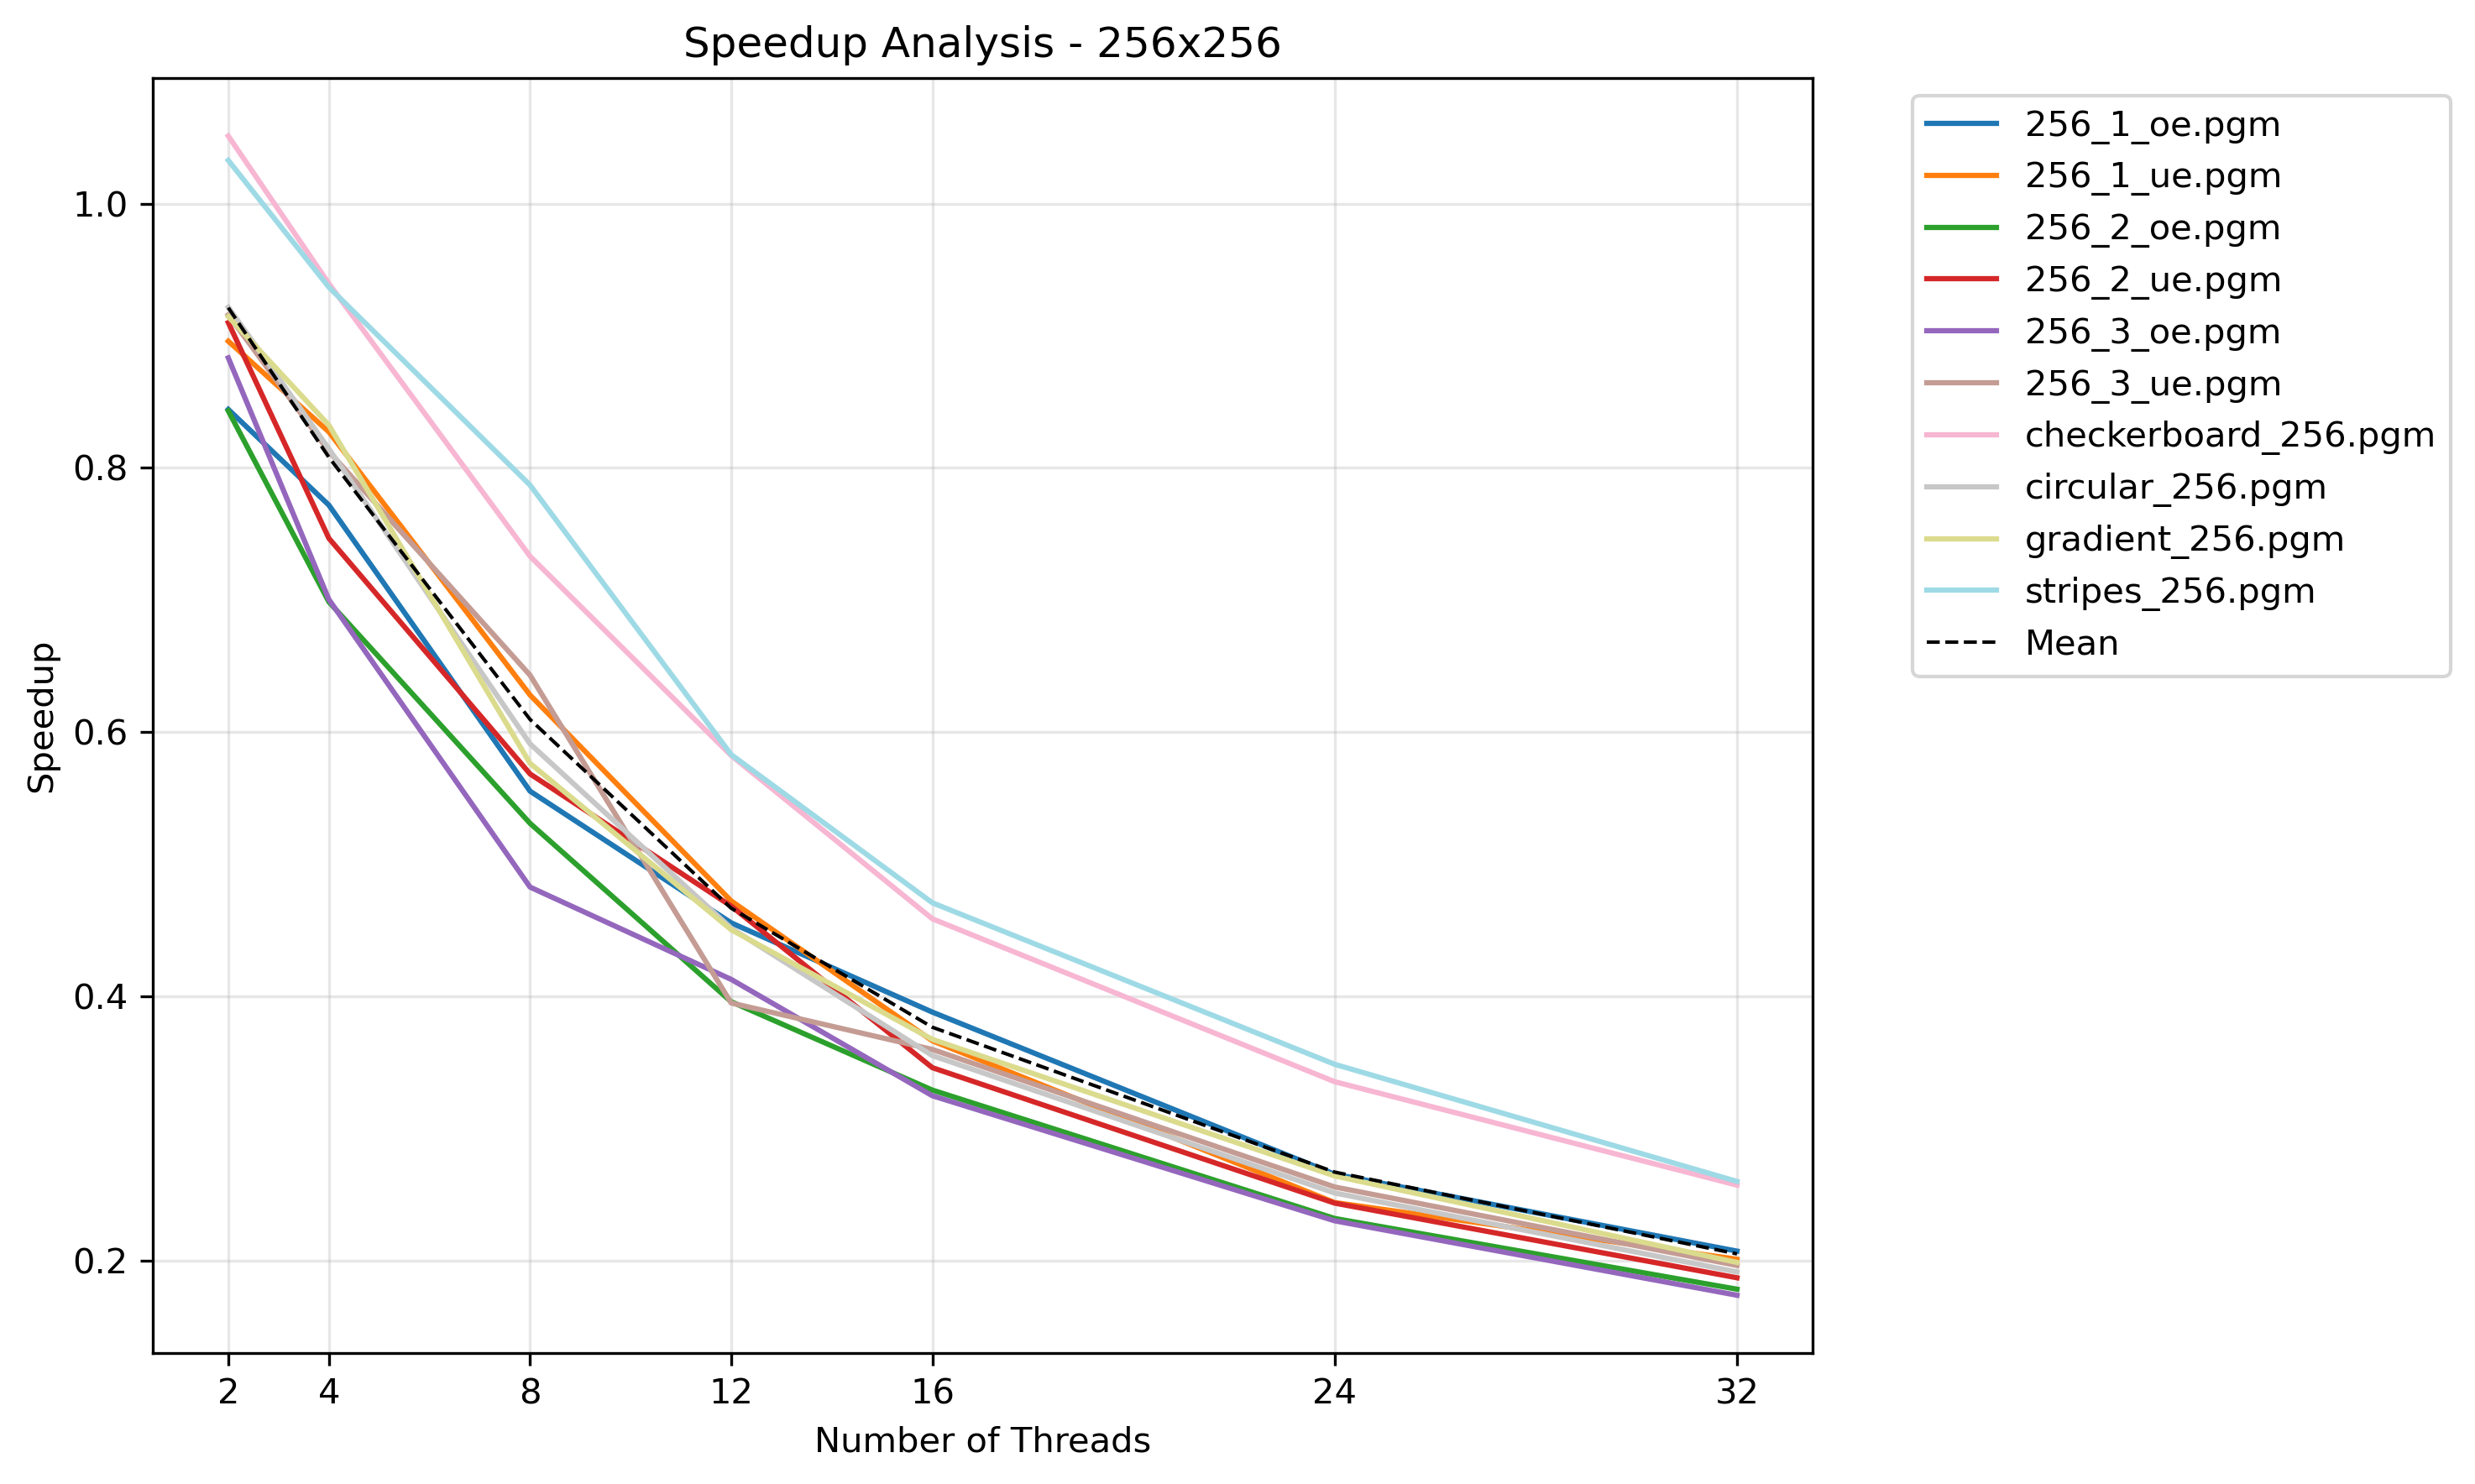 Speedup Analysis - 256x256
Speedup
1.0
0.8
0.6
0.4
0.2
2 4 8 12 16 24 32
Number of Threads
256_1_oe.pgm
256_1_ue.pgm
256_2_oe.pgm
256_2_ue.pgm
256_3_oe.pgm
256_3_ue.pgm
checkerboard_256.pgm
circular_256.pgm
gradient_256.pgm
stripes_256.pgm
Mean